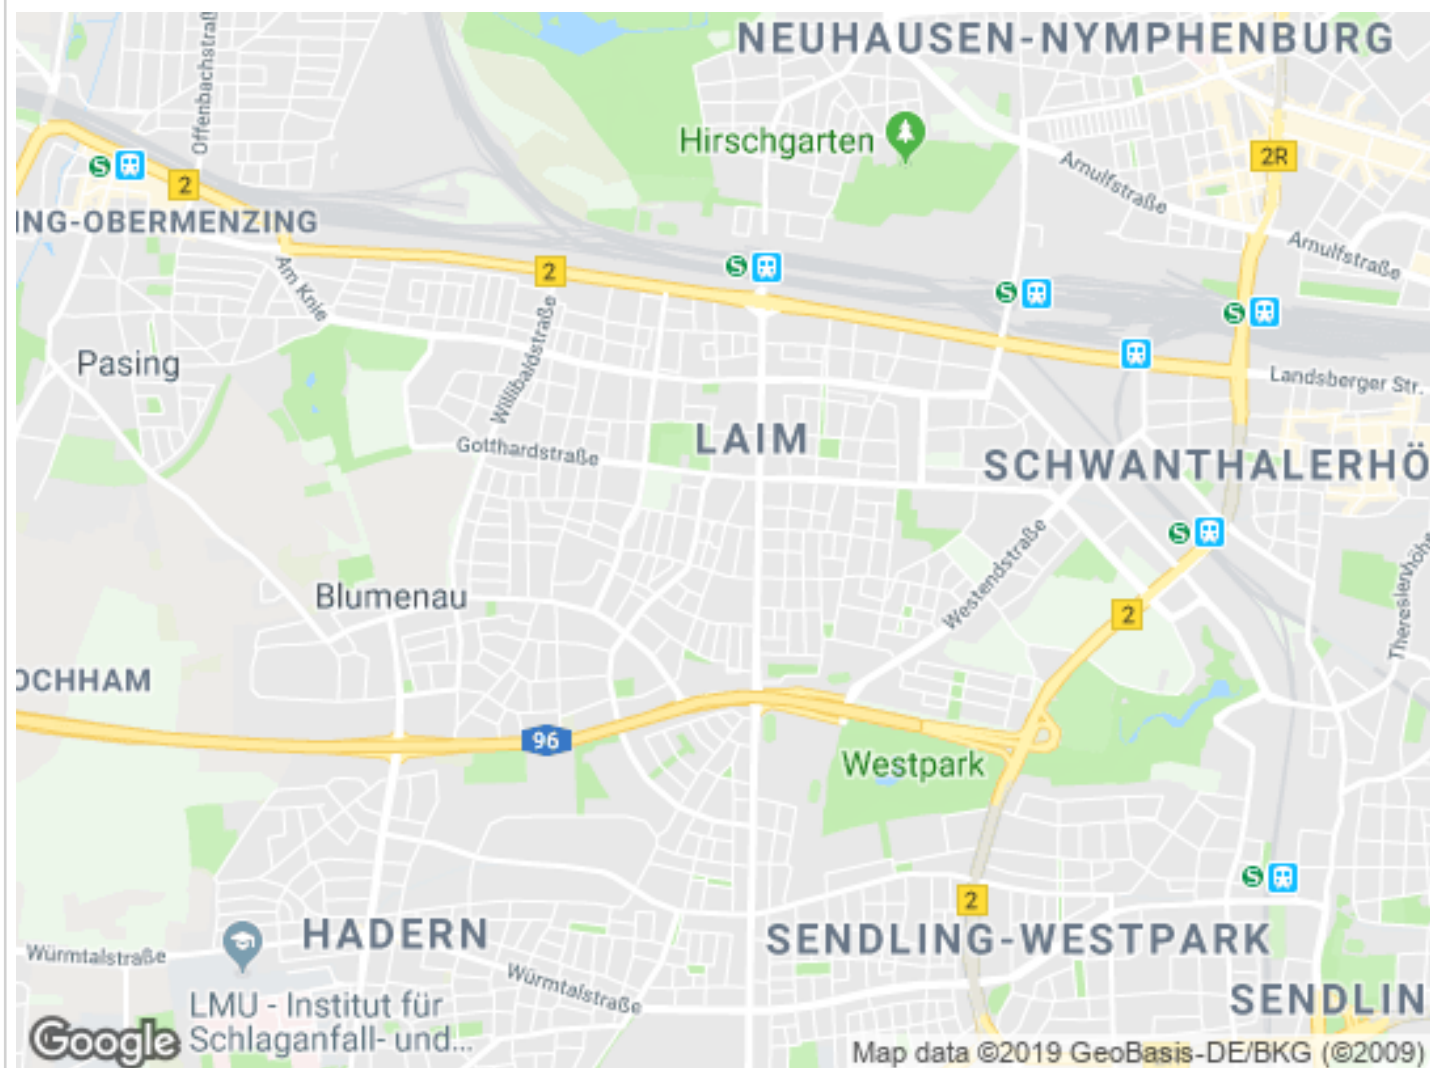 NEUHAUSEN-NYMPHENBURG
Offenbachstraß
Hirschgarten
2R
Arnulfstraße
S
2
ING-OBERMENZING
Arnulfstraße
Am Knie
2
S
S
S
Willibaldstraße
Pasing
Landsberger Str.
LAIM
Gotthardstraße
SCHWANTHALERHÖ
S
Westendstraße
Theresienhöhe
Blumenau
2
OCHHAM
96
Westpark
S
2
HADERN
SENDLING-WESTPARK
Würmtalstraße
Würmtalstraße
LMU - Institut für
Schlaganfall- und...
SENDLIN
Google
Map data ©2019 GeoBasis-DE/BKG (©2009)